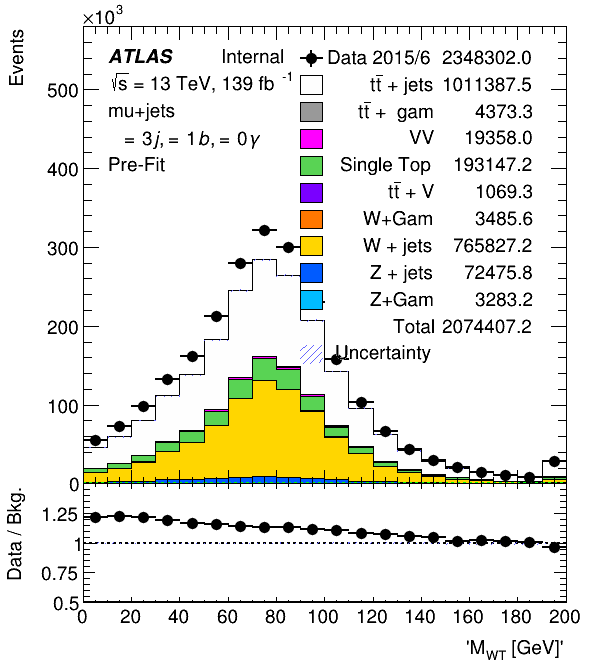 ×10³
Events
ATLAS Internal
√s = 13 TeV, 139 fb⁻¹
mu+jets
= 3j, = 1b, = 0γ
Pre-Fit
Data 2015/6 2348302.0
tt̄ + jets 1011387.5
tt̄ + gam 4373.3
VV 19358.0
Single Top 193147.2
tt̄ + V 1069.3
W+Gam 3485.6
W + jets 765827.2
Z + jets 72475.8
Z+Gam 3283.2
Total 2074407.2
Uncertainty
500
400
300
200
100
0
Data / Bkg.
1.25
1
0.75
0.5
0 20 40 60 80 100 120 140 160 180 200
'M_WT [GeV]'